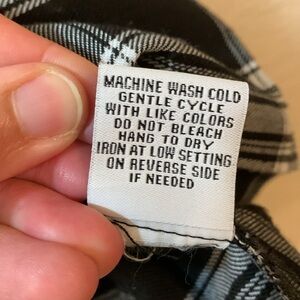 MACHINE WASH COLD
GENTLE CYCLE
WITH LIKE COLORS
DO NOT BLEACH
HANG TO DRY
IRON AT LOW SETTING
ON REVERSE SIDE
IF NEEDED